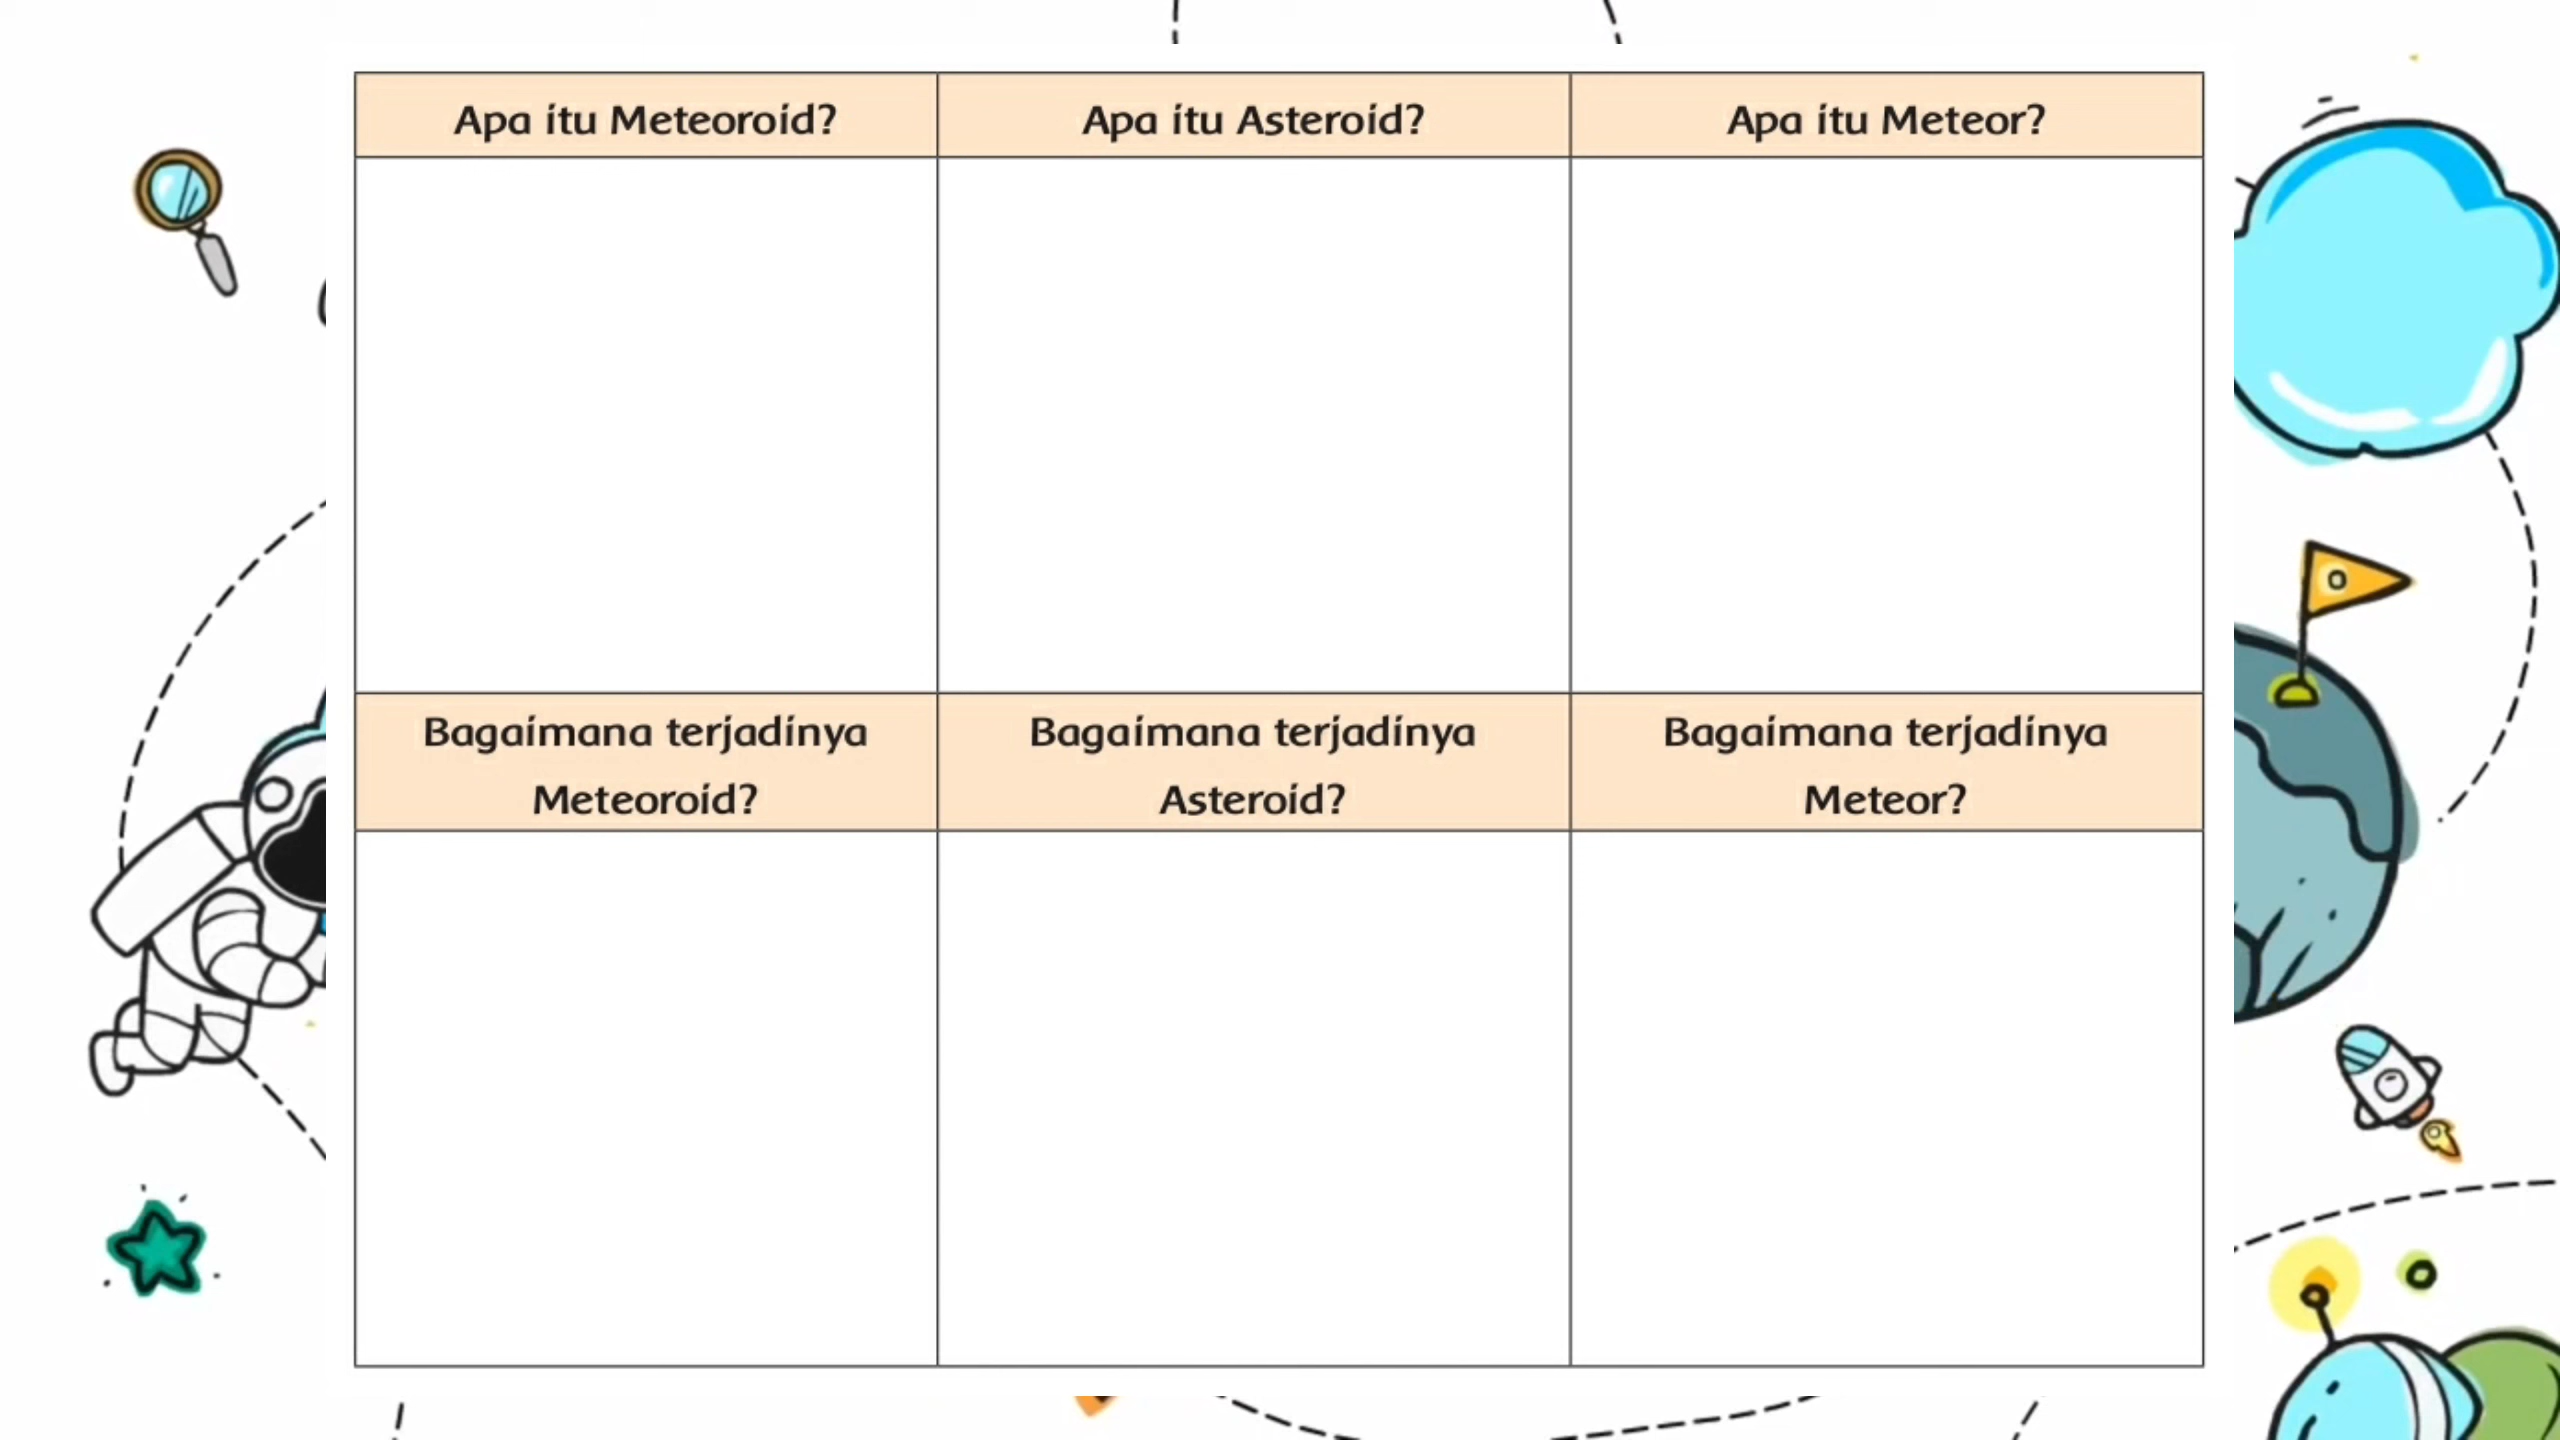 Apa itu Meteoroid?
Apa itu Asteroid?
Apa itu Meteor?
Bagaimana terjadinya
Meteoroid?
Bagaimana terjadinya
Asteroid?
Bagaimana terjadinya
Meteor?